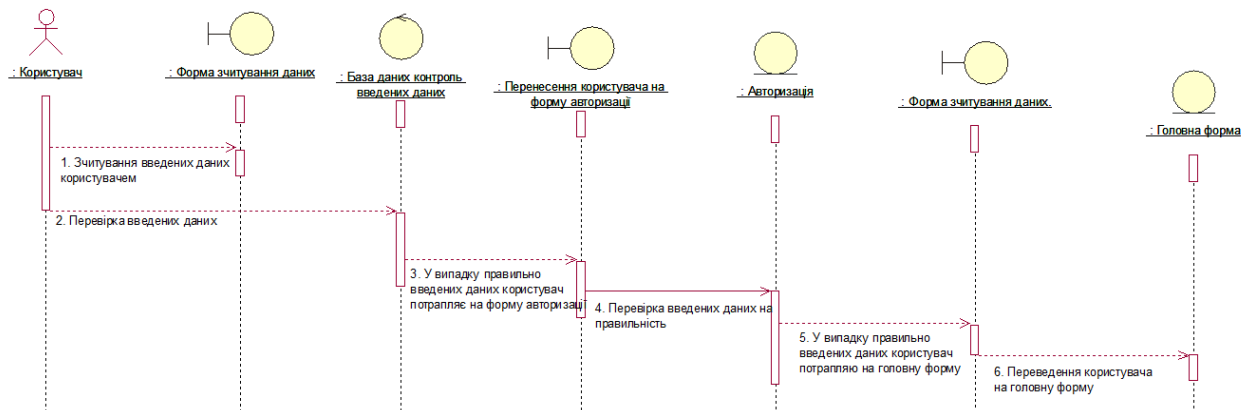 : Користувач
: Форма зчитування даних
: База даних контроль
введених даних
: Перенесення користувача на
форму авторизації
: Авторизація
: Форма зчитування даних.
: Головна форма
1. Зчитування введених даних
користувачем
2. Перевірка введених даних
3. У випадку правильно
введених даних користувач
потрапляє на форму авторизації
4. Перевірка введених даних на
правильність
5. У випадку правильно
введених даних користувач
потрапляю на головну форму
6. Переведення користувача
на головну форму